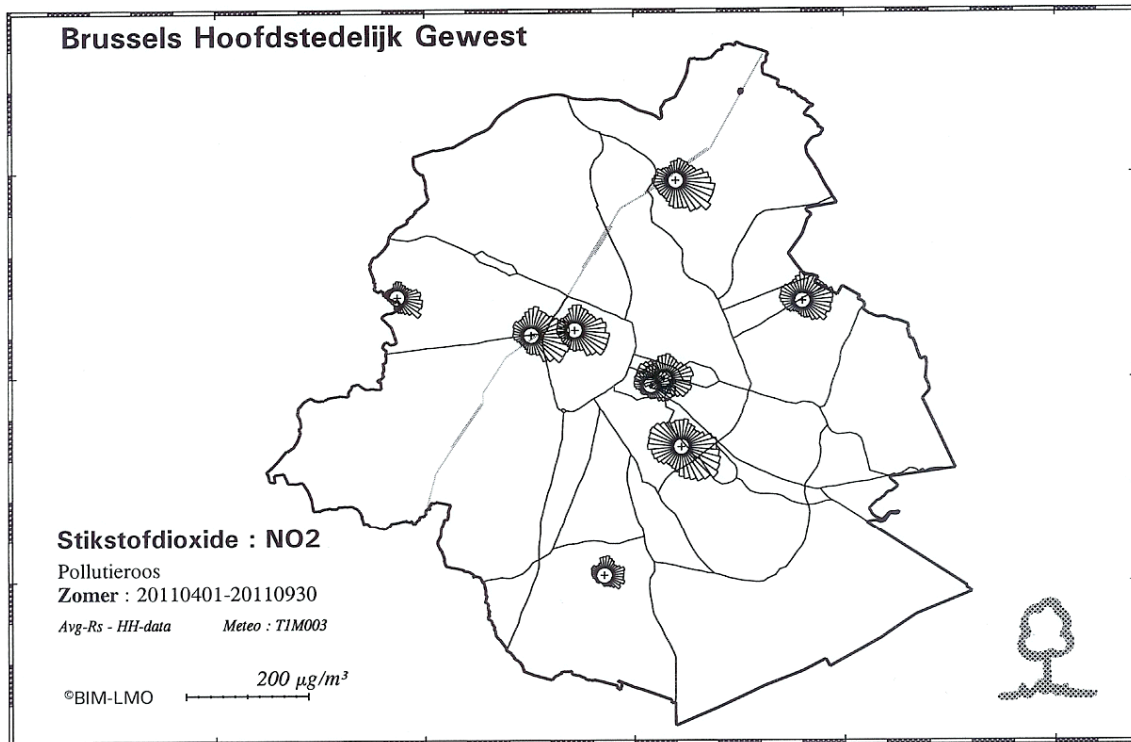 Brussels Hoofdstedelijk Gewest
Stikstofdioxide : NO2
Pollutieroos
Zomer : 20110401-20110930
Avg-Rs - HH-data Meteo : T1M003
200 µg/m³
©BIM-LMO